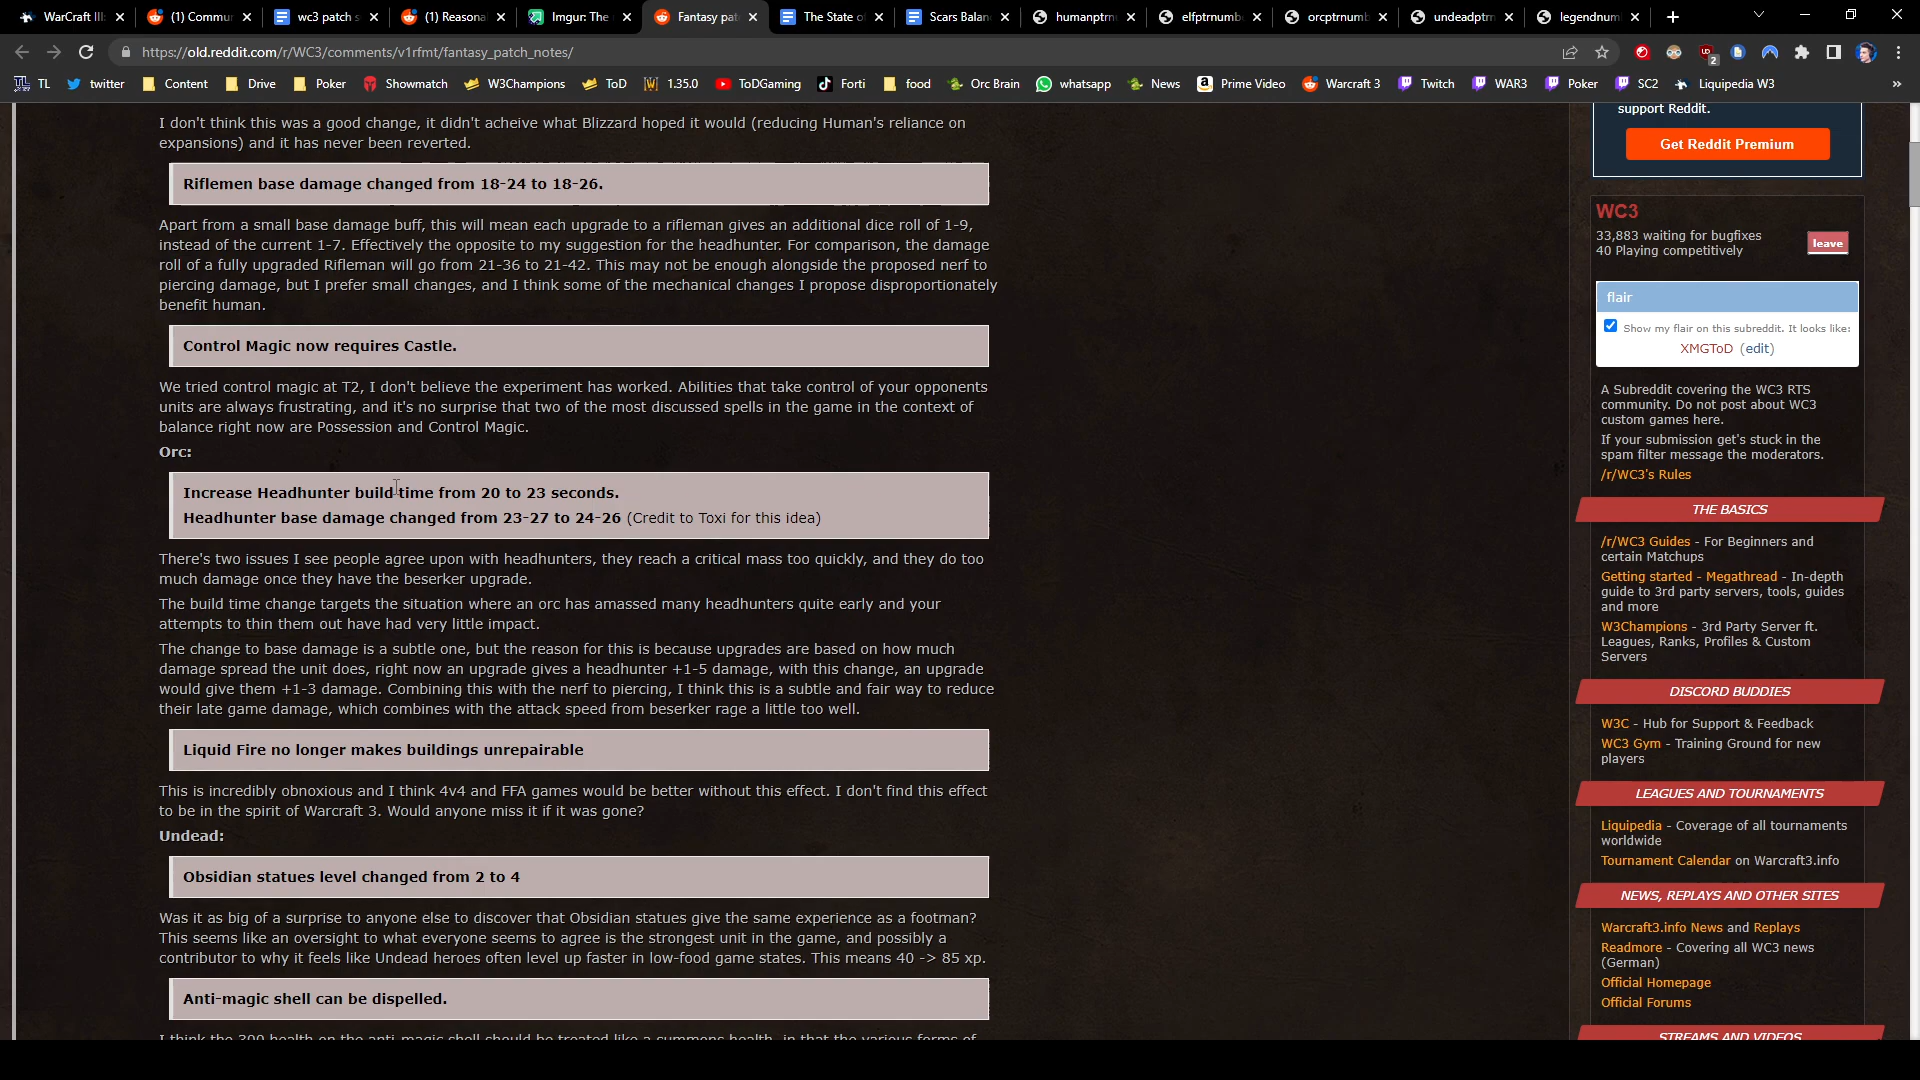 WarCraft III:
(1) Commun
wc3 patch s
(1) Reasona
Imgur: The
Fantasy pat
The State o
Scars Balan
humanptrn
elfptrnumb
orcptrnumb
undeadptrn
legendnum
https://old.reddit.com/r/WC3/comments/v1rfmt/fantasy_patch_notes/
TL
twitter
Content
Drive
Poker
Showmatch
W3Champions
ToD
1.35.0
ToDGaming
Forti
food
Orc Brain
whatsapp
News
Prime Video
Warcraft 3
Twitch
WAR3
Poker
SC2
Liquipedia W3
I don't think this was a good change, it didn't acheive what Blizzard hoped it would (reducing Human's reliance on
expansions) and it has never been reverted.
Riflemen base damage changed from 18-24 to 18-26.
Apart from a small base damage buff, this will mean each upgrade to a rifleman gives an additional dice roll of 1-9,
instead of the current 1-7. Effectively the opposite to my suggestion for the headhunter. For comparison, the damage
roll of a fully upgraded Rifleman will go from 21-36 to 21-42. This may not be enough alongside the proposed nerf to
piercing damage, but I prefer small changes, and I think some of the mechanical changes I propose disproportionately
benefit human.
Control Magic now requires Castle.
We tried control magic at T2, I don't believe the experiment has worked. Abilities that take control of your opponents
units are always frustrating, and it's no surprise that two of the most discussed spells in the game in the context of
balance right now are Possession and Control Magic.
Orc:
Increase Headhunter build time from 20 to 23 seconds.
Headhunter base damage changed from 23-27 to 24-26 (Credit to Toxi for this idea)
There's two issues I see people agree upon with headhunters, they reach a critical mass too quickly, and they do too
much damage once they have the beserker upgrade.
The build time change targets the situation where an orc has amassed many headhunters quite early and your
attempts to thin them out have had very little impact.
The change to base damage is a subtle one, but the reason for this is because upgrades are based on how much
damage spread the unit does, right now an upgrade gives a headhunter +1-5 damage, with this change, an upgrade
would give them +1-3 damage. Combining this with the nerf to piercing, I think this is a subtle and fair way to reduce
their late game damage, which combines with the attack speed from beserker rage a little too well.
Liquid Fire no longer makes buildings unrepairable
This is incredibly obnoxious and I think 4v4 and FFA games would be better without this effect. I don't find this effect
to be in the spirit of Warcraft 3. Would anyone miss it if it was gone?
Undead:
Obsidian statues level changed from 2 to 4
Was it as big of a surprise to anyone else to discover that Obsidian statues give the same experience as a footman?
This seems like an oversight to what everyone seems to agree is the strongest unit in the game, and possibly a
contributor to why it feels like Undead heroes often level up faster in low-food game states. This means 40 -> 85 xp.
Anti-magic shell can be dispelled.
I think the 300 health on the anti-magic shell should be treated like a summons health, in that the various forms of
support Reddit.
Get Reddit Premium
WC3
33,883 waiting for bugfixes
40 Playing competitively
leave
flair
Show my flair on this subreddit. It looks like:
XMGToD (edit)
A Subreddit covering the WC3 RTS
community. Do not post about WC3
custom games here.
If your submission get's stuck in the
spam filter message the moderators.
/r/WC3's Rules
THE BASICS
/r/WC3 Guides - For Beginners and
certain Matchups
Getting started - Megathread - In-depth
guide to 3rd party servers, tools, guides
and more
W3Champions - 3rd Party Server ft.
Leagues, Ranks, Profiles & Custom
Servers
DISCORD BUDDIES
W3C - Hub for Support & Feedback
WC3 Gym - Training Ground for new
players
LEAGUES AND TOURNAMENTS
Liquipedia - Coverage of all tournaments
worldwide
Tournament Calendar on Warcraft3.info
NEWS, REPLAYS AND OTHER SITES
Warcraft3.info News and Replays
Readmore - Covering all WC3 news
(German)
Official Homepage
Official Forums
STREAMS AND VIDEOS